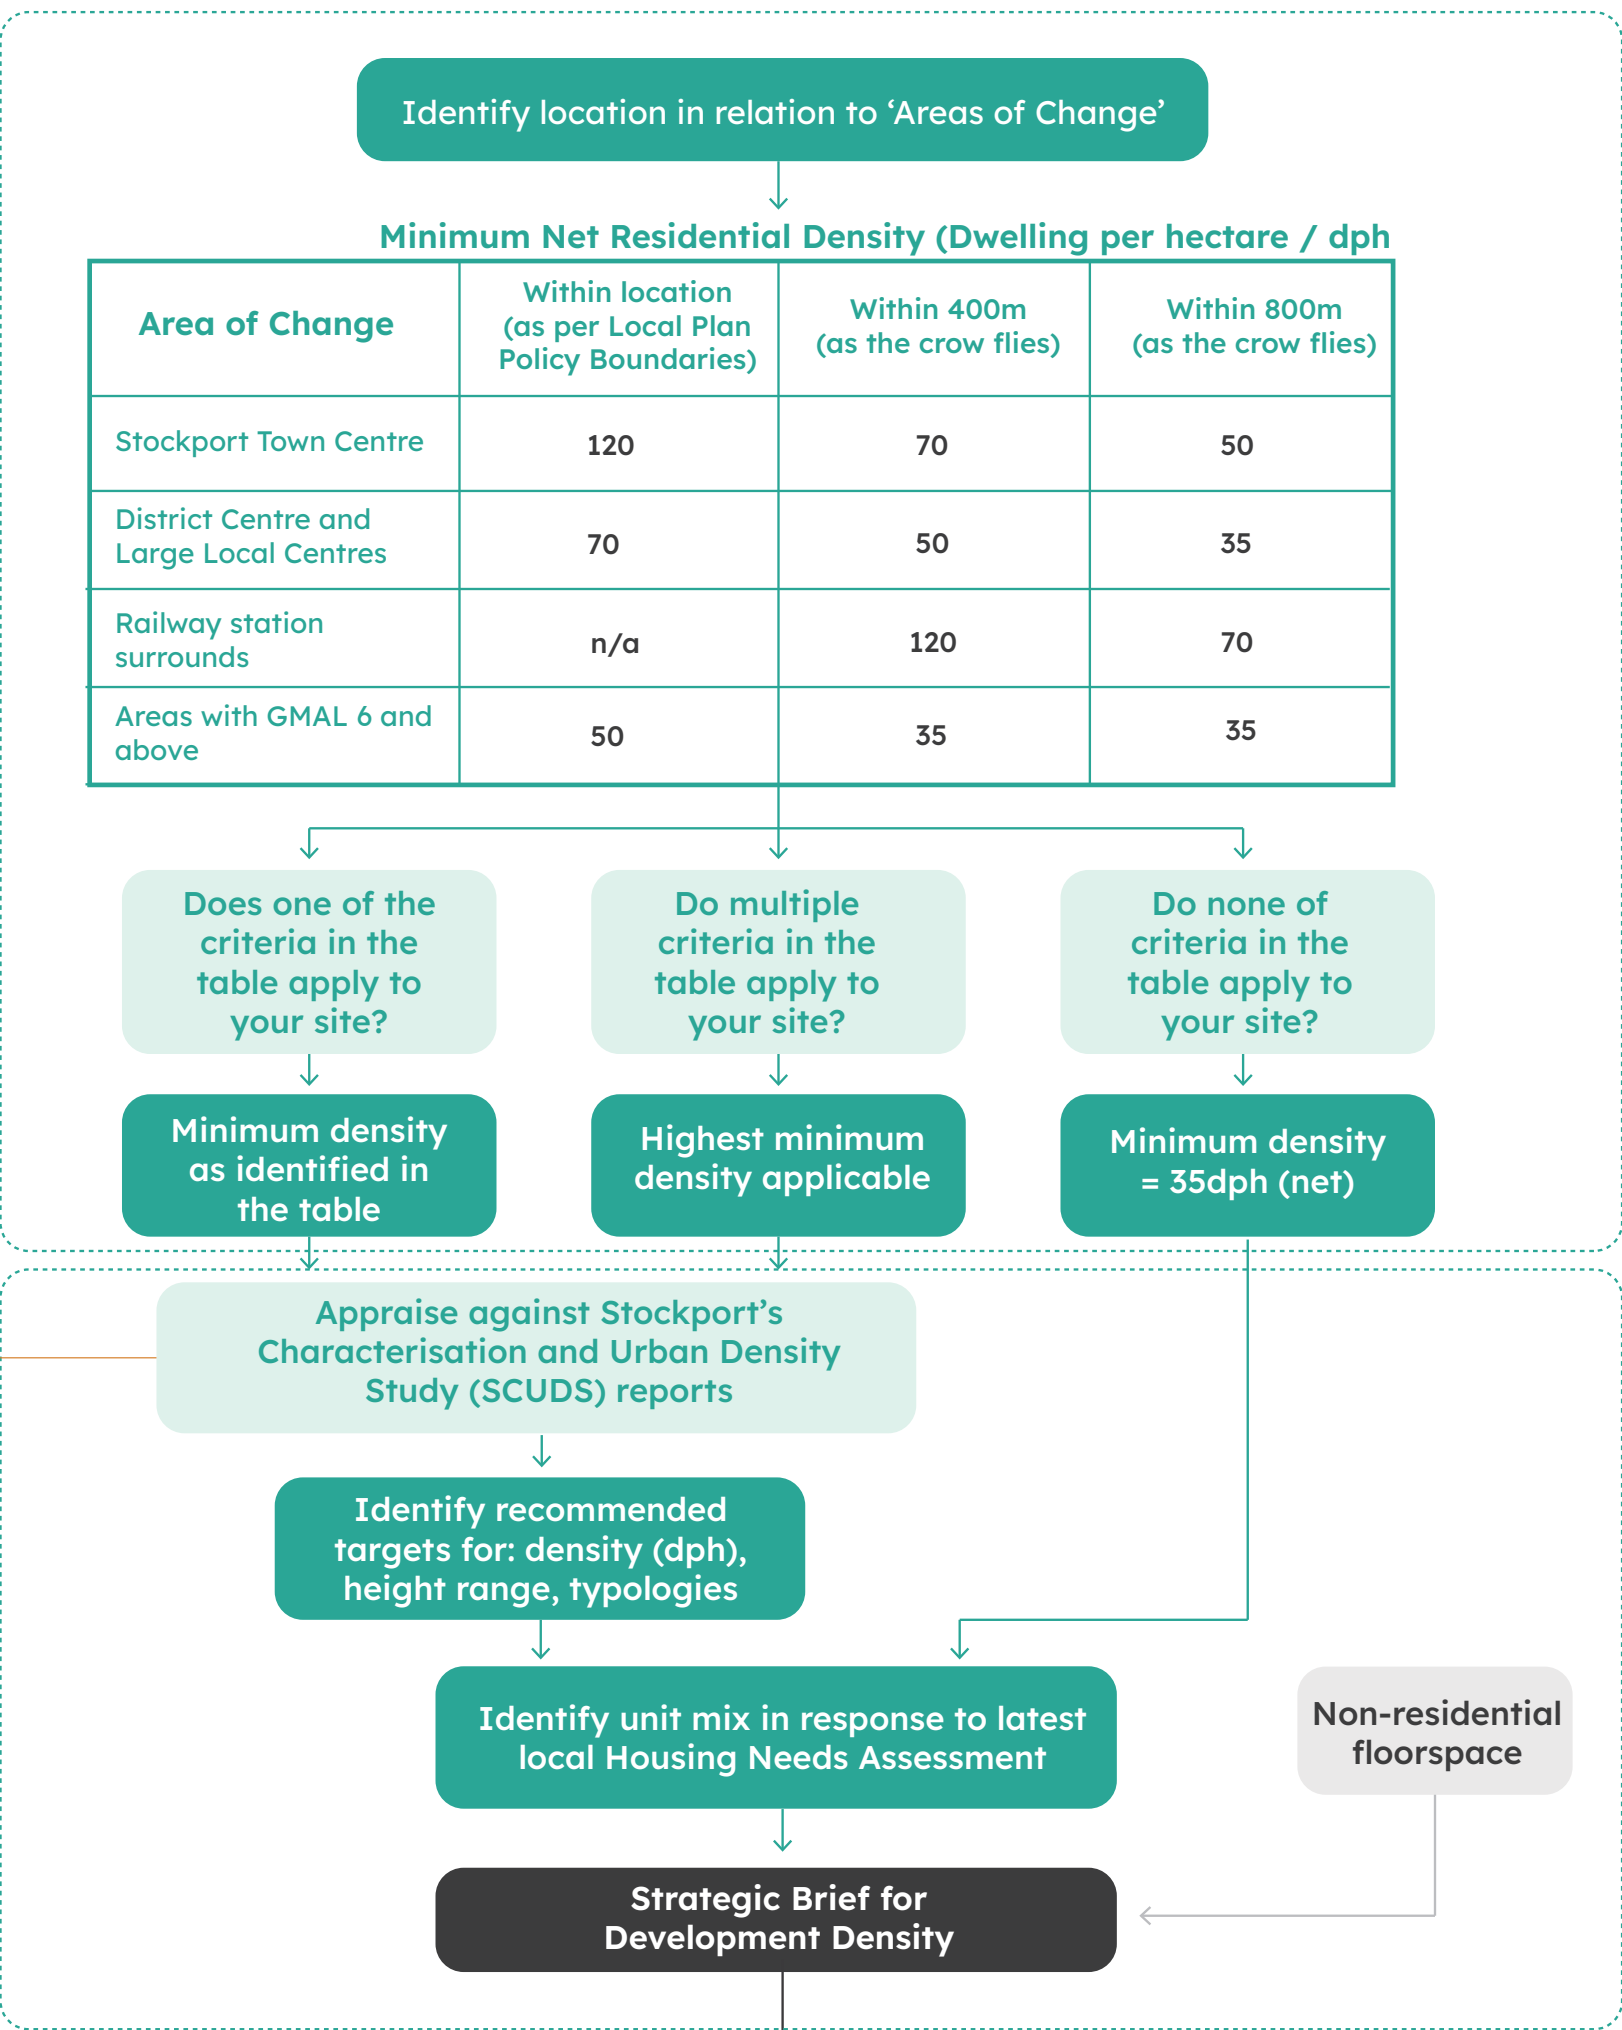 Identify location in relation to ‘Areas of Change’
Minimum Net Residential Density (Dwelling per hectare / dph
Area of Change
Within location
(as per Local Plan
Policy Boundaries)
Within 400m
(as the crow flies)
Within 800m
(as the crow flies)
Stockport Town Centre
120
70
50
District Centre and
Large Local Centres
70
50
35
Railway station
surrounds
n/a
120
70
Areas with GMAL 6 and
above
50
35
35
Does one of the
criteria in the
table apply to
your site?
Do multiple
criteria in the
table apply to
your site?
Do none of
criteria in the
table apply to
your site?
Minimum density
as identified in
the table
Highest minimum
density applicable
Minimum density
= 35dph (net)
Appraise against Stockport’s
Characterisation and Urban Density
Study (SCUDS) reports
Identify recommended
targets for: density (dph),
height range, typologies
Identify unit mix in response to latest
local Housing Needs Assessment
Non-residential
floorspace
Strategic Brief for
Development Density